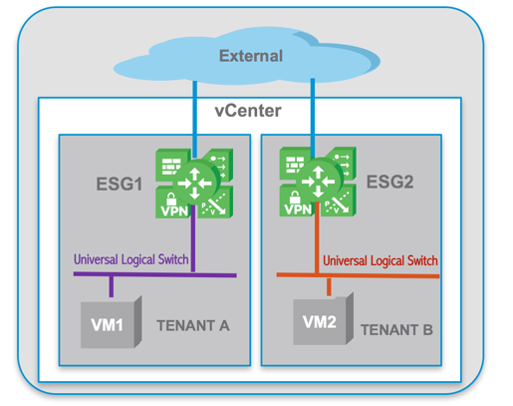 External
vCenter
ESG1
VPN
ESG2
VPN
Universal Logical Switch
Universal Logical Switch
VM1
TENANT A
VM2
TENANT B